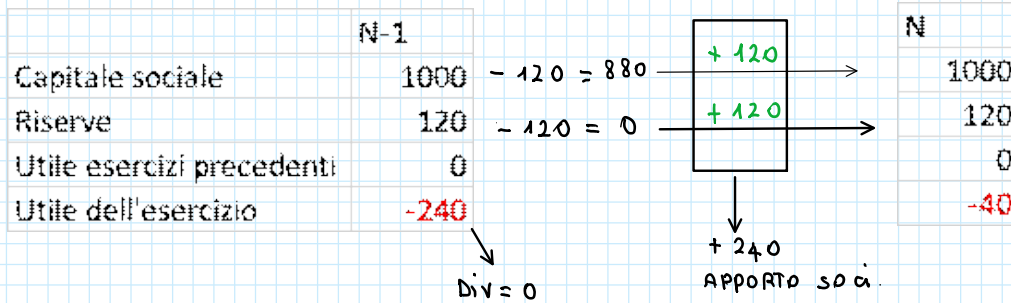 N-1
N
Capitale sociale 1000 - 120 = 880 + 120 1000
Riserve 120 - 120 = 0 + 120 120
Utile esercizi precedenti 0 0
Utile dell'esercizio -240 -40
+ 240
Div = 0
APPORTO soci.